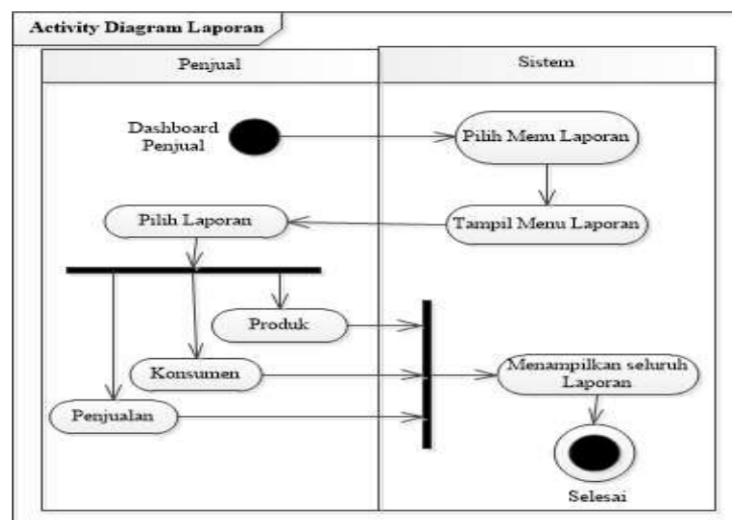 Activity Diagram Laporan
Penjual
Sistem
Dashboard
Penjual
Pilih Menu Laporan
Pilih Laporan
Tampil Menu Laporan
Produk
Konsumen
Menampilkan seluruh
Laporan
Penjualan
Selesai